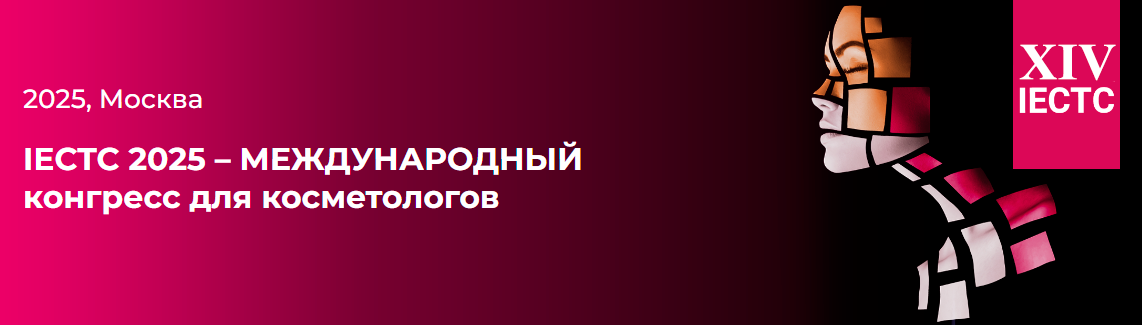 2025, Москва
IECTC 2025 – МЕЖДУНАРОДНЫЙ
конгресс для косметологов
XIV
IECTC